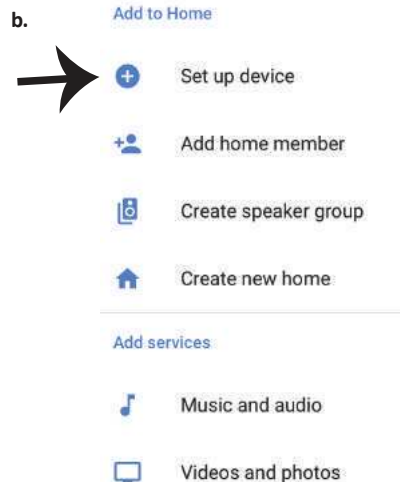 b.
Add to Home
Set up device
Add home member
Create speaker group
Create new home
Add services
Music and audio
Videos and photos